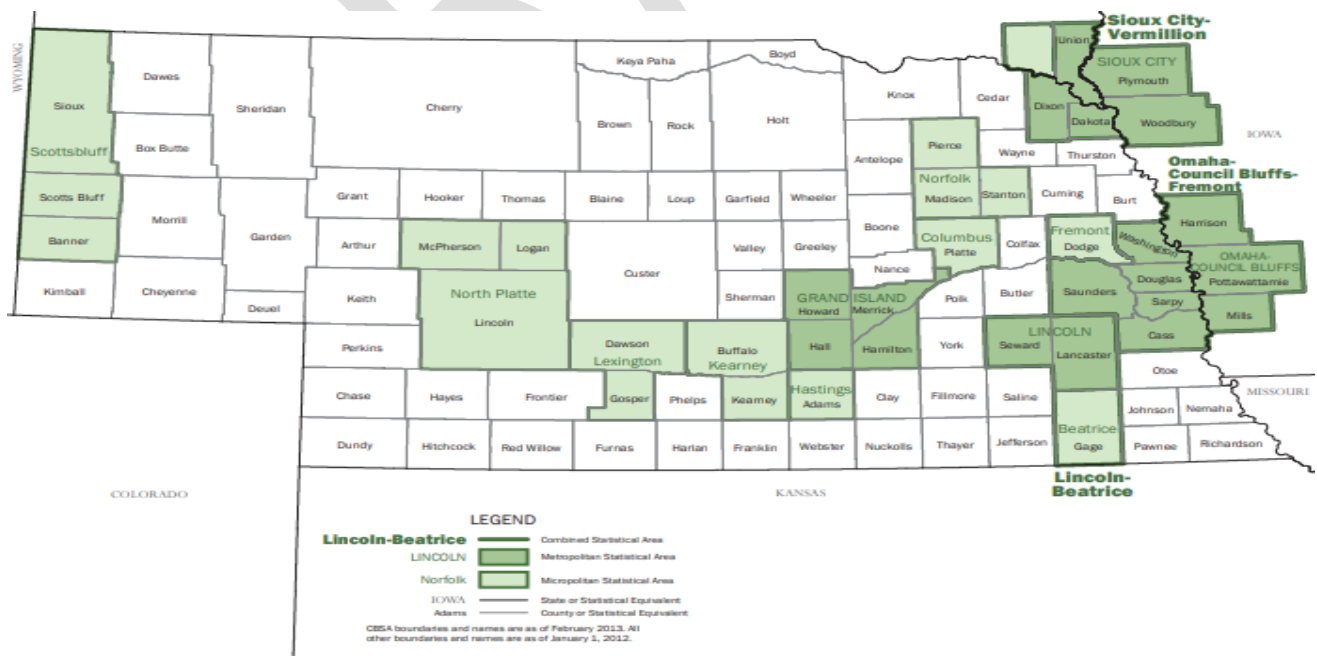 Sioux City-
Vermillion
WYOMING
Union
Dawes
Keya Paha
Boyd
SIOUX CITY
Plymouth
Sioux
Sheridan
Cherry
Knox
Cedar
Dixon
Brown
Rock
Holt
Dakota
Woodbury
IOWA
Scottsbluff
Box Butte
Antelope
Pierce
Wayne
Thurston
Omaha-
Council Bluffs-
Fremont
Scotts Bluff
Morrill
Grant
Hooker
Thomas
Blaine
Loup
Garfield
Wheeler
Norfolk
Madison
Stanton
Cuming
Burt
Harrison
Banner
Garden
Arthur
McPherson
Logan
Valley
Greeley
Boone
Columbus
Platte
Colfax
Fremont
Dodge
Washington
Custer
Nance
OMAHA-
COUNCIL BLUFFS
Douglas
Pottawattamie
Kimball
Cheyenne
Deuel
Keith
North Platte
Lincoln
Sherman
GRAND ISLAND
Howard
Merrick
Polk
Butler
Saunders
Sarpy
Mills
Perkins
Dawson
Lexington
Buffalo
Kearney
Hall
Hamilton
York
LINCOLN
Seward
Lancaster
Cass
Otoe
MISSOURI
Chase
Hayes
Frontier
Gosper
Phelps
Kearney
Hastings
Adams
Clay
Fillmore
Saline
Johnson
Nemaha
Dundy
Hitchcock
Red Willow
Furnas
Harlan
Franklin
Webster
Nuckolls
Thayer
Jefferson
Beatrice
Gage
Pawnee
Richardson
COLORADO
KANSAS
Lincoln-
Beatrice
LEGEND
Lincoln-Beatrice Combined Statistical Area
LINCOLN Metropolitan Statistical Area
Norfolk Micropolitan Statistical Area
IOWA State or Statistical Equivalent
Adams County or Statistical Equivalent
CBSA boundaries and names are as of February 2013. All
other boundaries and names are as of January 1, 2012.